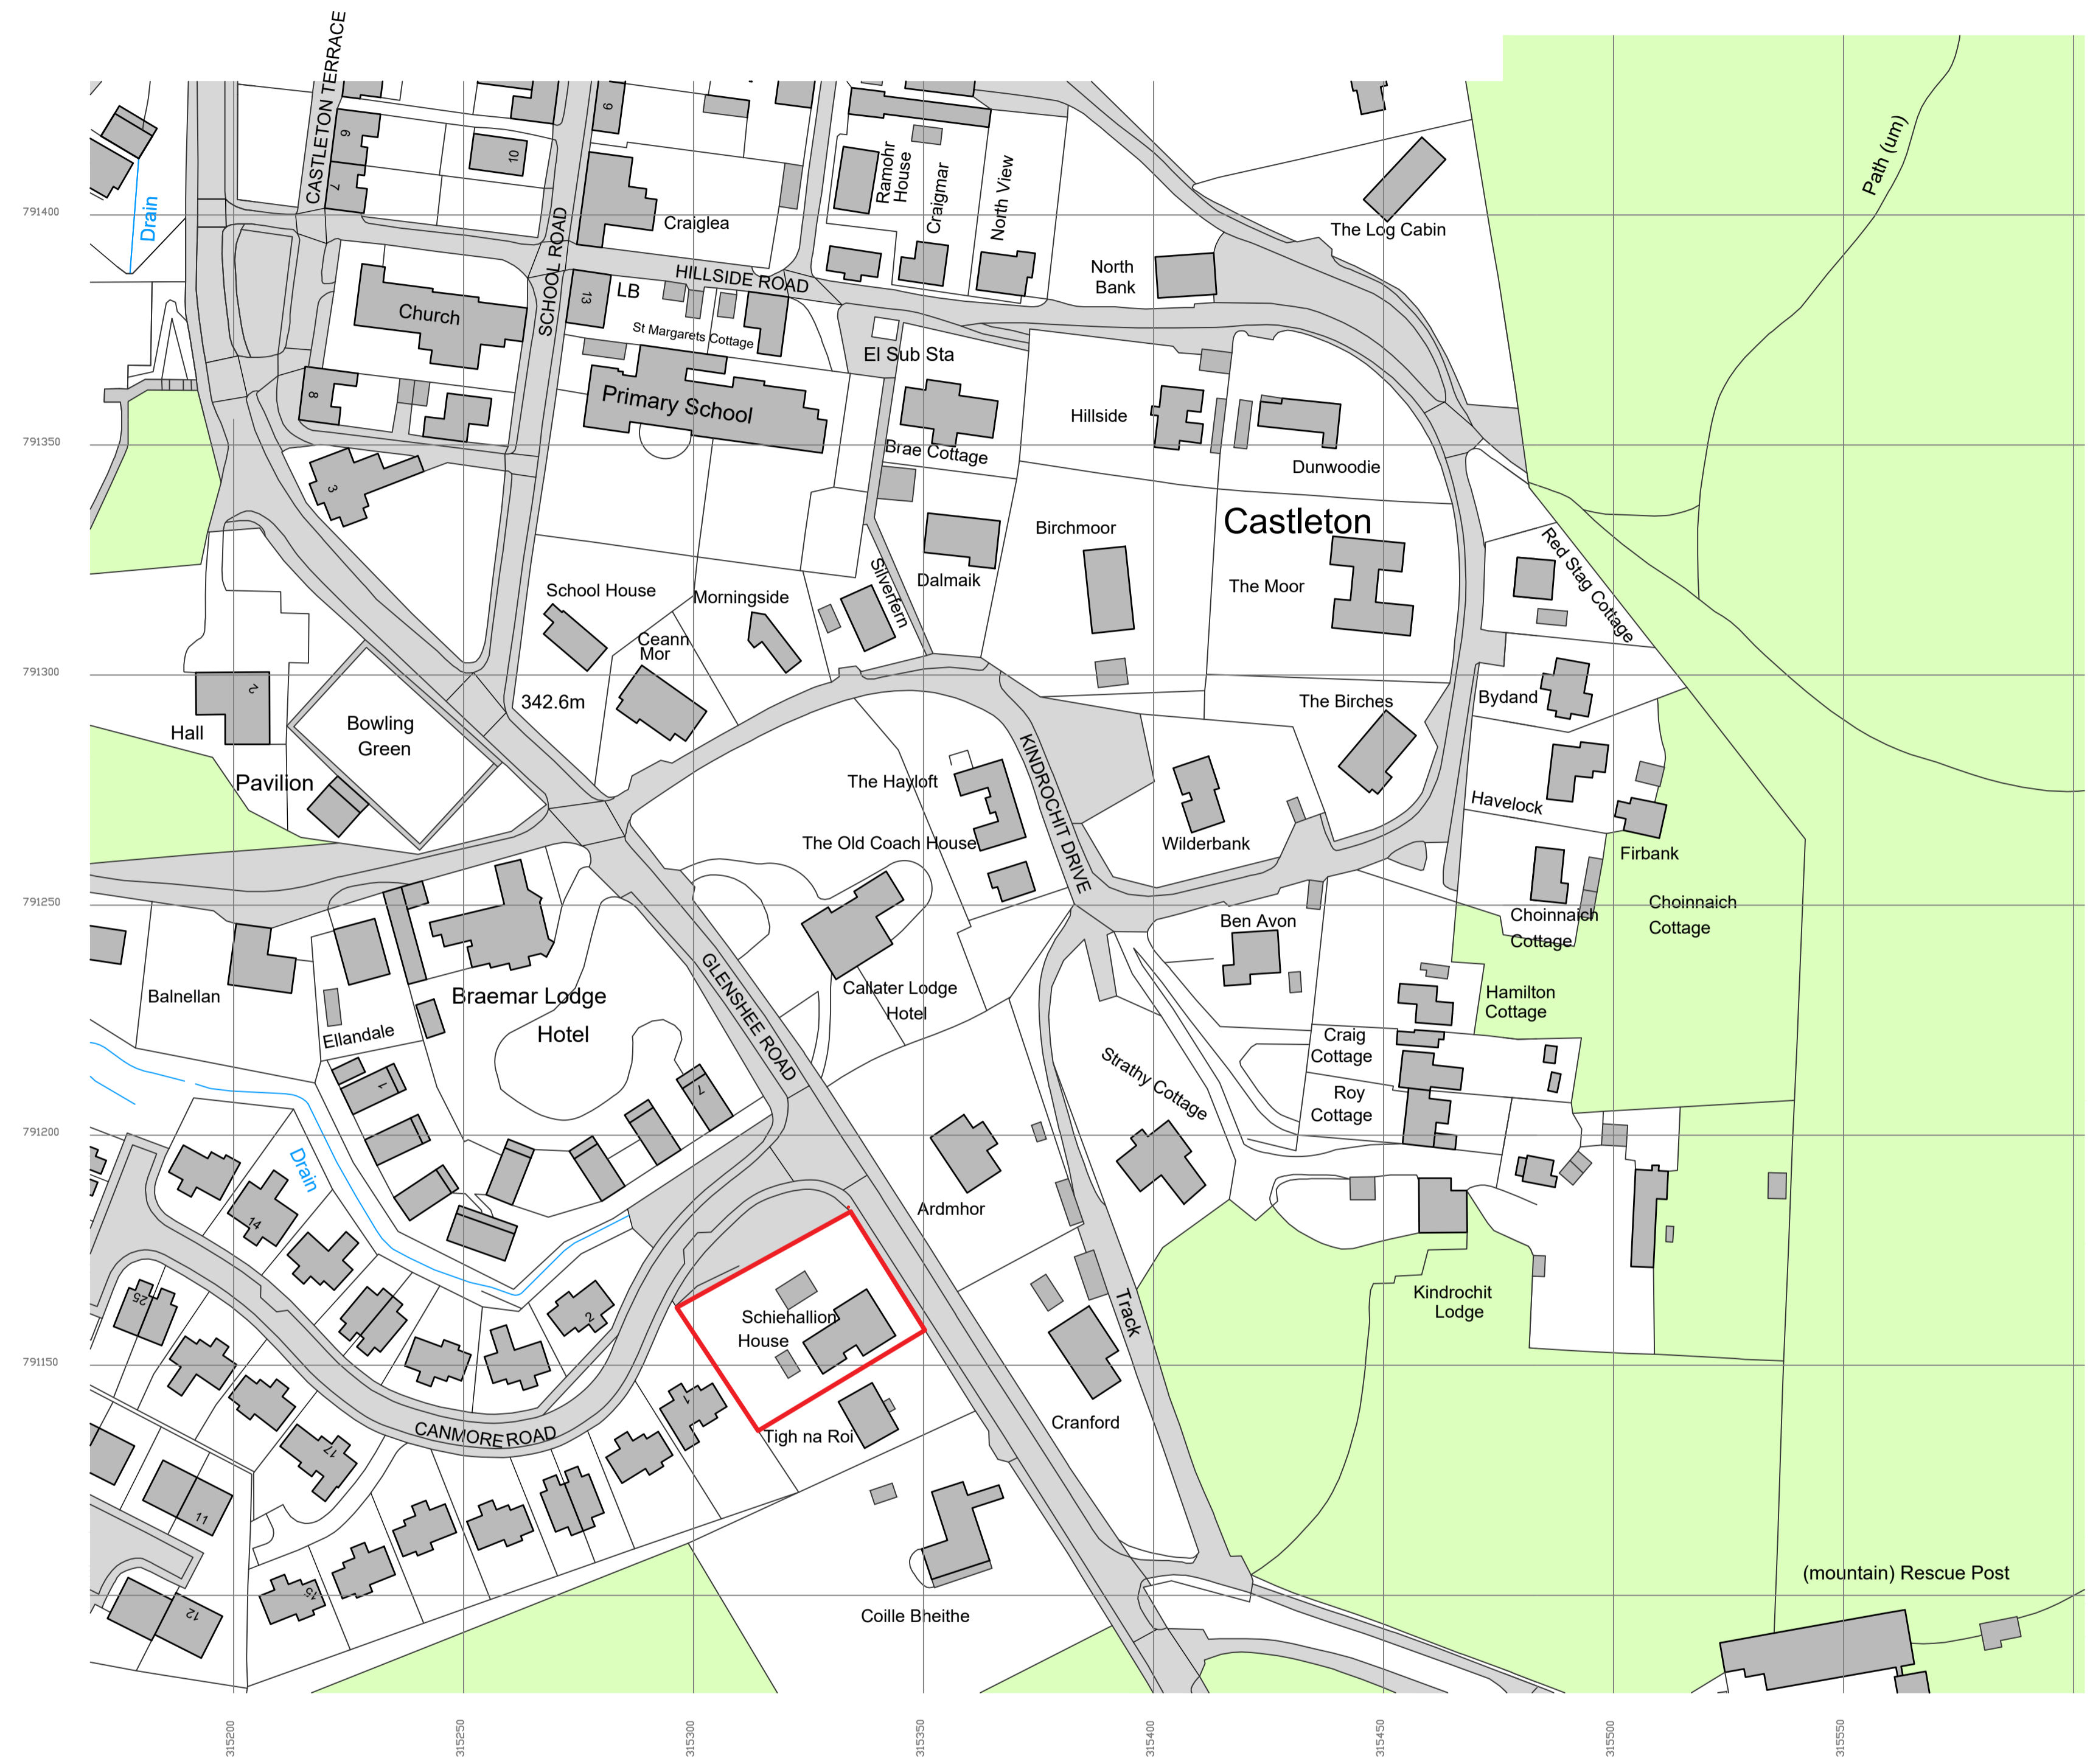 CASTLETON TERRACE
9
9
10
7
Path (um)
Drain
SCHOOL ROAD
Craiglea
Ramohr
House
Craigmar
North View
791400
The Log Cabin
HILLSIDE ROAD
North
Bank
13
LB
Church
St Margarets Cottage
El Sub Sta
8
Primary School
Hillside
791350
Brae Cottage
Dunwoodie
3
Castleton
Birchmoor
Red Stag Cottage
School House
Morningside
Silverfern
Dalmaik
The Moor
Ceann
Mor
791300
2
342.6m
The Birches
Bydand
Hall
Bowling
Green
KINDROCHIT DRIVE
Pavilion
The Hayloft
Havelock
The Old Coach House
Wilderbank
Firbank
791250
Choinnaich
Cottage
Choinnaich
Cottage
Ben Avon
GLENSHEE ROAD
Balnellan
Braemar Lodge
Hotel
Callater Lodge
Hotel
Hamilton
Cottage
Ellandale
Craig
Cottage
1
7
Strathy Cottage
Roy
Cottage
791200
Drain
14
Ardmhor
Track
Kindrochit
Lodge
25
2
Schiehallion
House
791150
1
CANMORE ROAD
Tigh na Roi
Cranford
17
11
(mountain) Rescue Post
15
12
Coille Bheithe
315200
315250
315300
315350
315400
315450
315500
315550